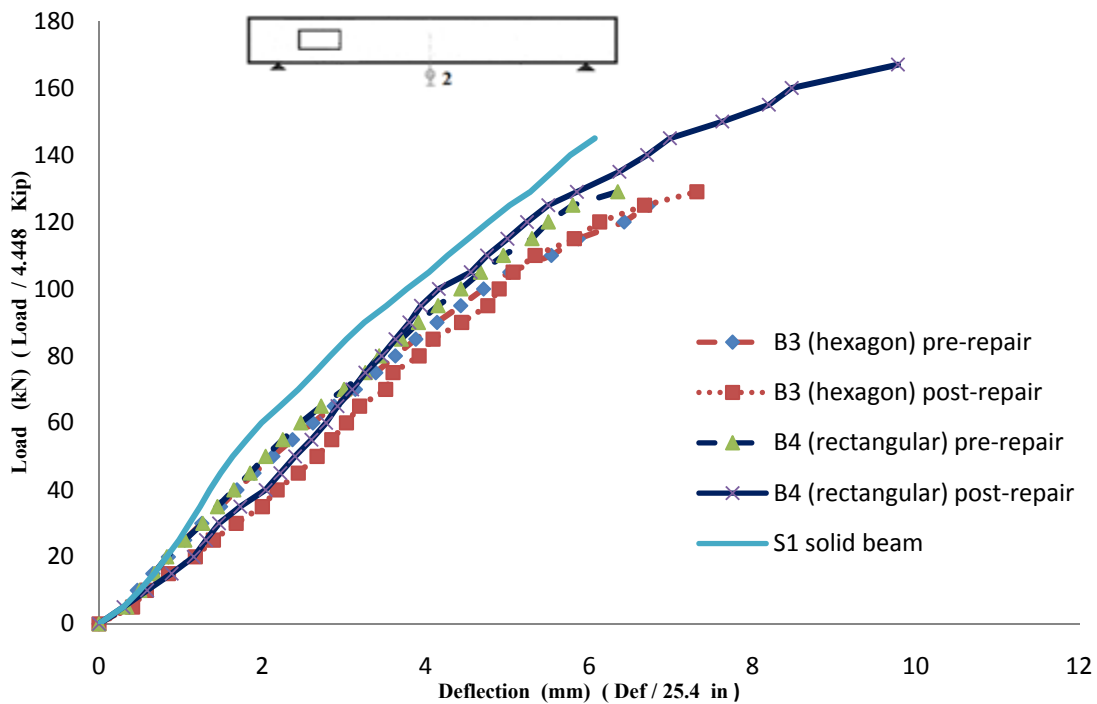 180
160
140
120
100
80
60
40
20
0
Load (kN) ( Load / 4.448 Kip)
2
B3 (hexagon) pre-repair
B3 (hexagon) post-repair
B4 (rectangular) pre-repair
B4 (rectangular) post-repair
S1 solid beam
0 2 4 6 8 10 12
Deflection (mm) ( Def / 25.4 in )